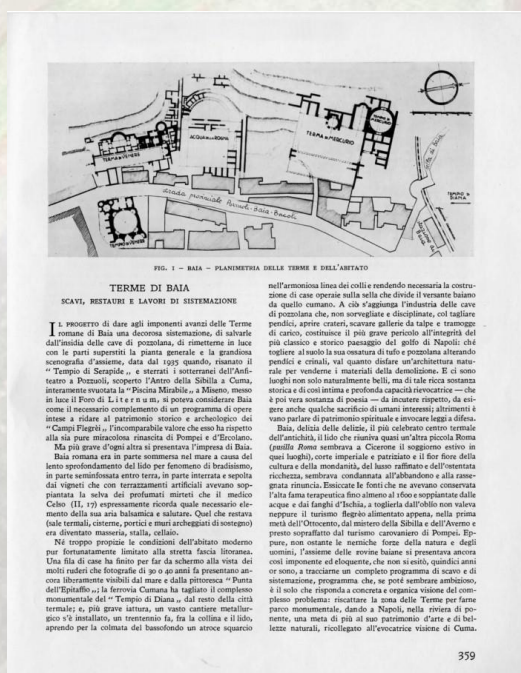 TERMA DI VENERE
ACQUA DELLA ROGNA
TERMA DI MERCURIO
strada provinciale Pozzuoli-Baia-Bacoli
TEMPIO DI VENERE
TEMPIO DI DIANA
FIG. 1 – BAIA – PLANIMETRIA DELLE TERME E DELL'ABITATO
TERME DI BAIA
SCAVI, RESTAURI E LAVORI DI SISTEMAZIONE
IL PROGETTO di dare agli imponenti avanzi delle Terme
romane di Baia una decorosa sistemazione, di salvarle
dall'insidia delle cave di pozzolana, di rimetterne in luce
con le parti superstiti la pianta generale e la grandiosa
scenografia d'assieme, data dal 1925 quando, risanato il
“ Tempio di Serapide „ e sterrati i sotterranei dell'Anfi-
teatro a Pozzuoli, scoperto l'Antro della Sibilla a Cuma,
interamente svuotata la “Piscina Mirabile„ a Miseno, messo
in luce il Foro di Liternum, si poteva considerare Baia
come il necessario complemento di un programma di opere
intese a ridare al patrimonio storico e archeologico dei
“Campi Flegrèi„ l'incomparabile valore che esso ha rispetto
alla sia pure miracolosa rinascita di Pompei e d'Ercolano.
Ma più grave d'ogni altra si presentava l'impresa di Baia.
Baia romana era in parte sommersa nel mare a causa del
lento sprofondamento del lido per fenomeno di bradisismo,
in parte seminfossata entro terra, in parte interrata e sepolta
dai vigneti che con terrazzamenti artificiali avevano sop-
piantata la selva dei profumati mirteti che il medico
Celso (II, 17) espressamente ricorda quale necessario ele-
mento della sua aria balsamica e salutare. Quel che restava
(sale termali, cisterne, portici e muri archeggiati di sostegno)
era diventato masseria, stalla, cellaio.
Né troppo propizie le condizioni dell'abitato moderno
pur fortunatamente limitato alla stretta fascia litoranea.
Una fila di case ha finito per far da schermo alla vista dei
molti ruderi che fotografie di 30 o 40 anni fa presentano an-
cora liberamente visibili dal mare e dalla pittoresca “ Punta
dell'Epitaffio„; la ferrovia Cumana ha tagliato il complesso
monumentale del “ Tempio di Diana „ dal resto della città
termale; e, più grave iattura, un vasto cantiere metallur-
gico s'è installato, un trentennio fa, fra la collina e il lido,
aprendo per la colmata del bassofondo un atroce squarcio
nell'armoniosa linea dei colli e rendendo necessaria la costru-
zione di case operaie sulla sella che divide il versante baiano
da quello cumano. A ciò s'aggiunga l'industria delle cave
di pozzolana che, non sorvegliate e disciplinate, col tagliare
pendici, aprire crateri, scavare gallerie da talpe e tramogge
di carico, costituisce il più grave pericolo all'integrità del
più classico e storico paesaggio del golfo di Napoli: ché
togliere al suolo la sua ossatura di tufo e pozzolana alterando
pendici e crinali, val quanto disfare un'architettura natu-
rale per venderne i materiali della demolizione. E ci sono
luoghi non solo naturalmente belli, ma di tale ricca sostanza
storica e di così intima e profonda capacità rievocatrice — che
è poi vera sostanza di poesia — da incutere rispetto, da esi-
gere anche qualche sacrificio di umani interessi; altrimenti è
vano parlare di patrimonio spirituale e invocare leggi a difesa.
Baia, delizia delle delizie, il più celebrato centro termale
dell'antichità, il lido che riuniva quasi un'altra piccola Roma
(pusilla Roma sembrava a Cicerone il soggiorno estivo in
quei luoghi), corte imperiale e patriziato e il fior fiore della
cultura e della mondanità, del lusso raffinato e dell'ostentata
ricchezza, sembrava condannata all'abbandono e alla rasse-
gnata rinuncia. Essiccate le fonti che ne avevano conservata
l'alta fama terapeutica fino almeno al 1600 e soppiantate dalle
acque e dai fanghi d'Ischia, a toglierla dall'oblìo non valeva
neppure il turismo flegrèo alimentato appena, nella prima
metà dell'Ottocento, dal mistero della Sibilla e dell'Averno e
presto sopraffatto dal turismo carovaniero di Pompei. Ep-
pure, non ostante le nemiche forze della natura e degli
uomini, l'assieme delle rovine baiane si presentava ancora
così imponente ed eloquente, che non si esitò, quindici anni
or sono, a tracciarne un completo programma di scavo e di
sistemazione, programma che, se poté sembrare ambizioso,
è il solo che risponda a concreta e organica visione del com-
plesso problema: riscattare la zona delle Terme per farne
parco monumentale, dando a Napoli, nella riviera di po-
nente, una meta di più al suo patrimonio d'arte e di bel-
lezze naturali, ricollegato all'evocatrice visione di Cuma.
359